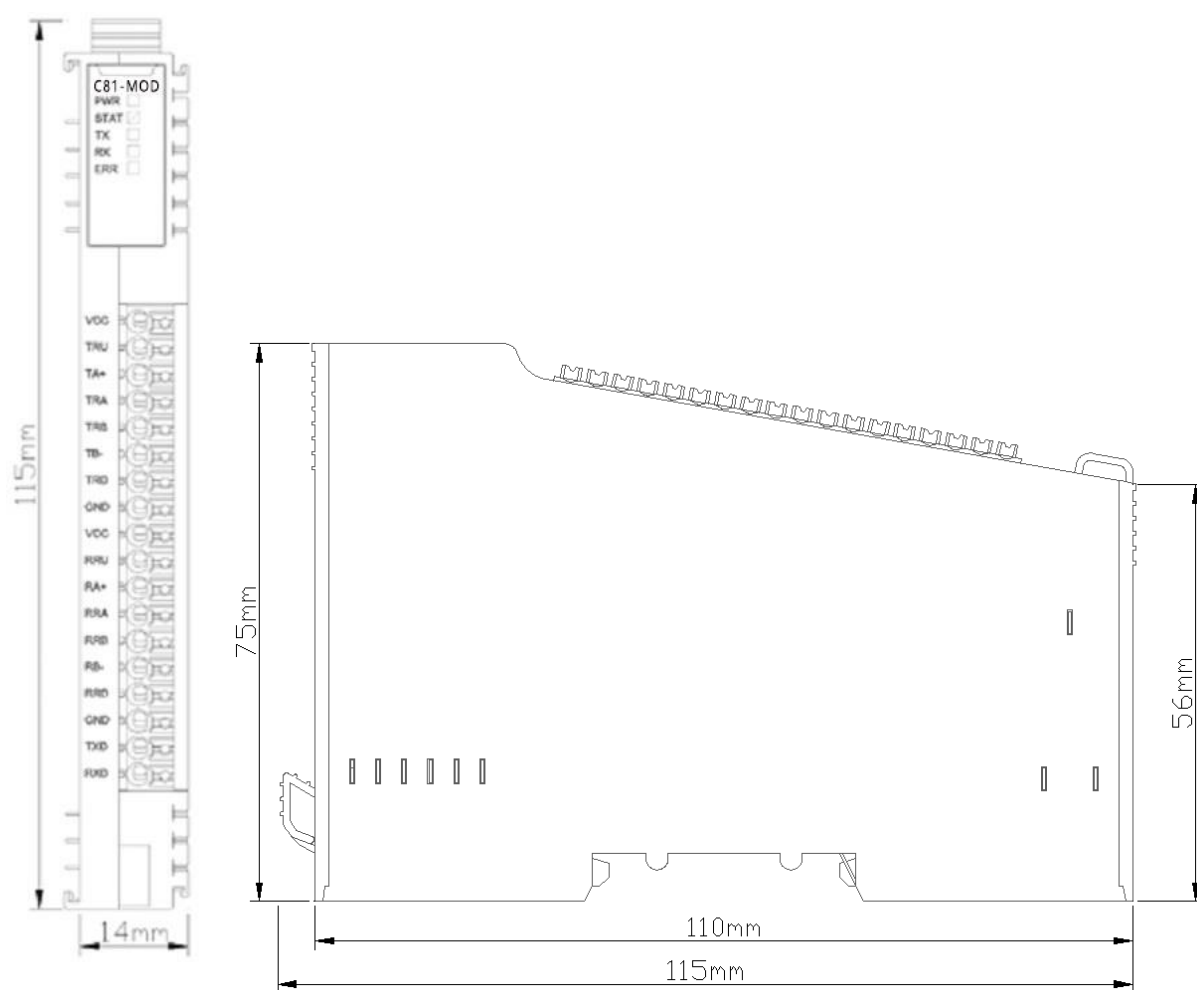 C81-MOD
PWR
STAT
TX
RX
ERR
VCC
TRU
TA+
TRA
TRB
TB-
TRD
GND
VCC
RRU
RA+
RRA
RRB
RB-
RRD
GND
TXD
RXD
115mm
14mm
75mm
56mm
110mm
115mm